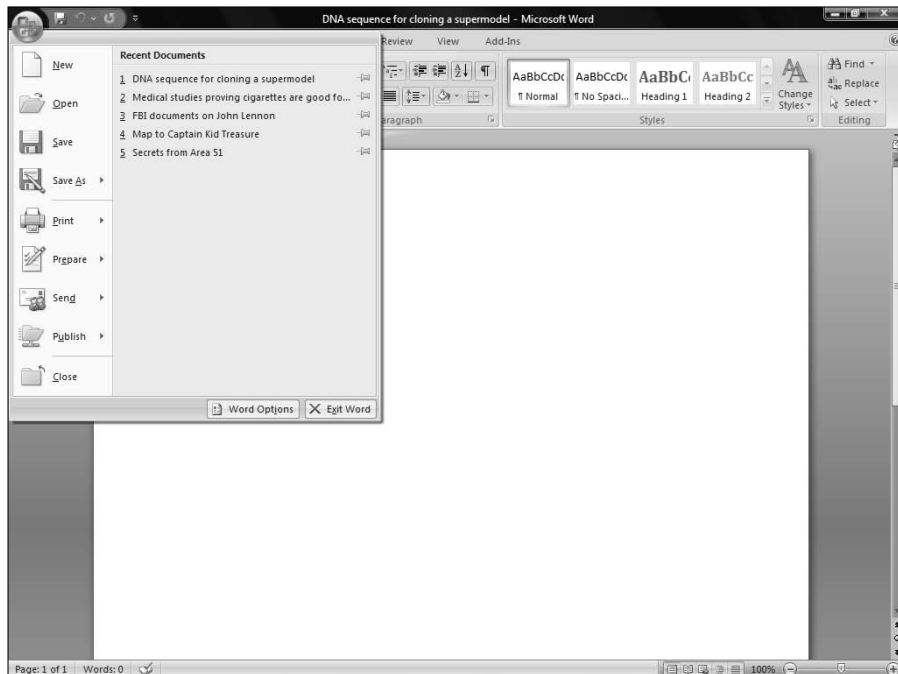 DNA sequence for cloning a supermodel - Microsoft Word
Review View Add-Ins
New
Open
Save
Save As
Print
Prepare
Send
Publish
Close
Recent Documents
1 DNA sequence for cloning a supermodel
2 Medical studies proving cigarettes are good fo...
3 FBI documents on John Lennon
4 Map to Captain Kid Treasure
5 Secrets from Area 51
Word Options Exit Word
AaBbCcDc AaBbCcDc AaBbC AaBbCc
¶ Normal ¶ No Spaci... Heading 1 Heading 2
Change
Styles
Find
Replace
Select
aragraph Styles Editing
Page: 1 of 1 Words: 0 100%